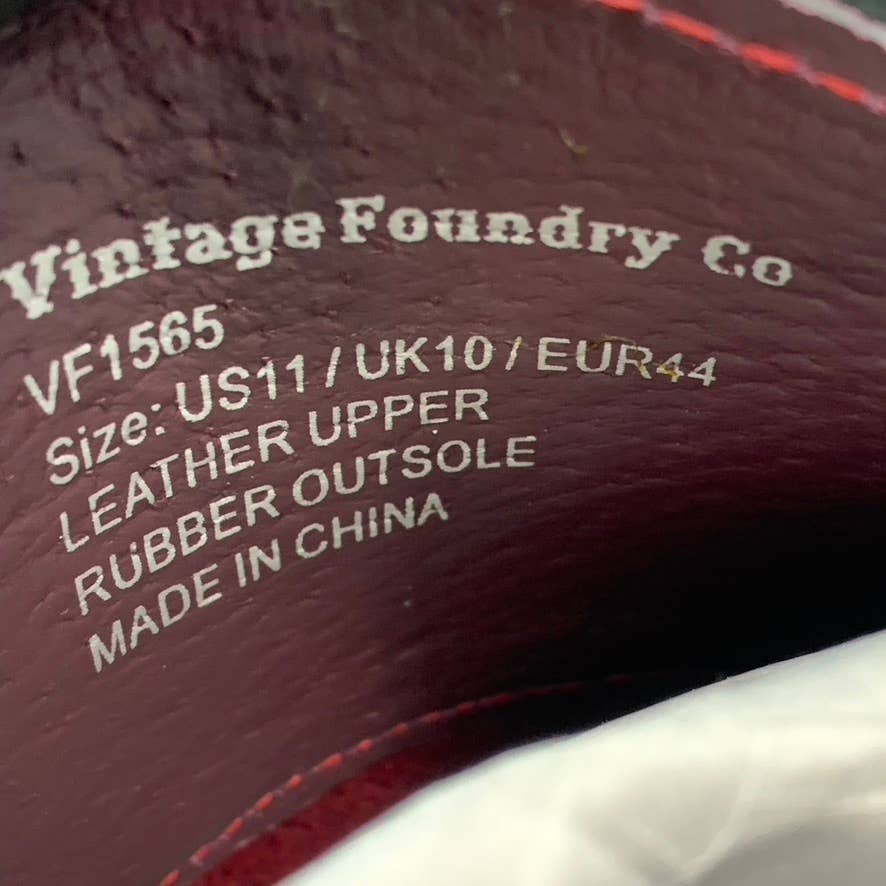 Vintage Foundry Co
VF1565
Size: US11 / UK10 / EUR44
LEATHER UPPER
RUBBER OUTSOLE
MADE IN CHINA